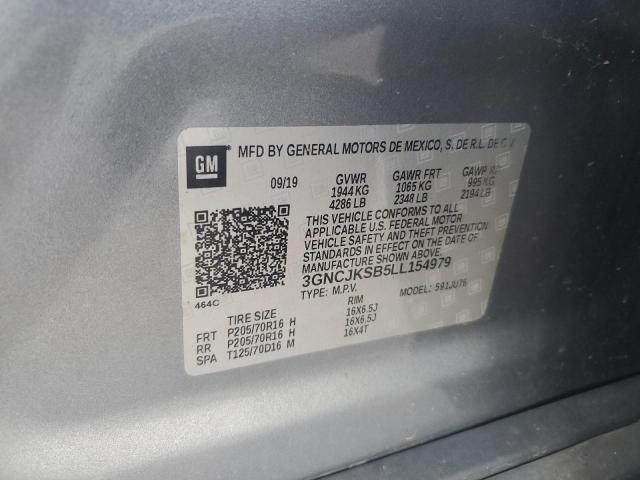 GM
MFD BY GENERAL MOTORS DE MEXICO, S. DE R.L. DE C.V.
09/19 GVWR GAWR FRT GAWR RR
1944 KG 1065 KG 995 KG
4286 LB 2348 LB 2194 LB
THIS VEHICLE CONFORMS TO ALL
APPLICABLE U.S. FEDERAL MOTOR
VEHICLE SAFETY AND THEFT PREVENTION
STANDARDS IN EFFECT ON THE DATE OF
MANUFACTURE SHOWN ABOVE.
3GNCJKSB5LL154979
TYPE: M.P.V. MODEL: 591JU76
464C
TIRE SIZE RIM
FRT P205/70R16 H 16X6.5J
RR P205/70R16 H 16X6.5J
SPA T125/70D16 M 16X4T